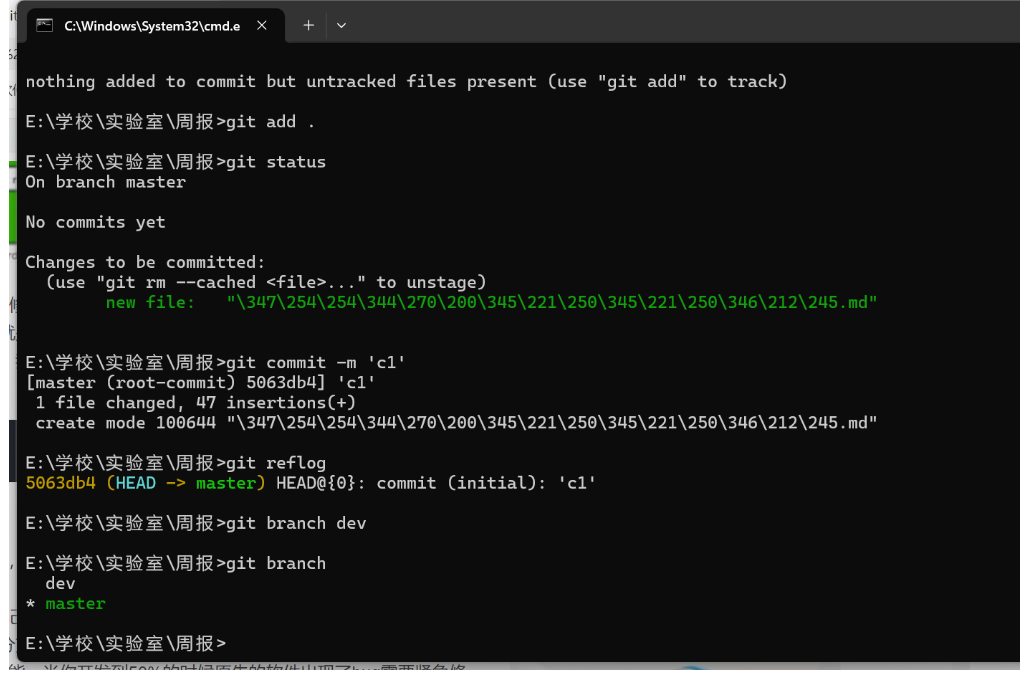 C:\Windows\System32\cmd.e
nothing added to commit but untracked files present (use "git add" to track)
E:\学校\实验室\周报>git add .
E:\学校\实验室\周报>git status
On branch master
No commits yet
Changes to be committed:
(use "git rm --cached <file>..." to unstage)
new file: "\347\254\254\344\270\200\345\221\250\345\221\250\346\212\245.md"
E:\学校\实验室\周报>git commit -m 'c1'
[master (root-commit) 5063db4] 'c1'
1 file changed, 47 insertions(+)
create mode 100644 "\347\254\254\344\270\200\345\221\250\345\221\250\346\212\245.md"
E:\学校\实验室\周报>git reflog
5063db4 (HEAD -> master) HEAD@{0}: commit (initial): 'c1'
E:\学校\实验室\周报>git branch dev
E:\学校\实验室\周报>git branch
dev
* master
E:\学校\实验室\周报>